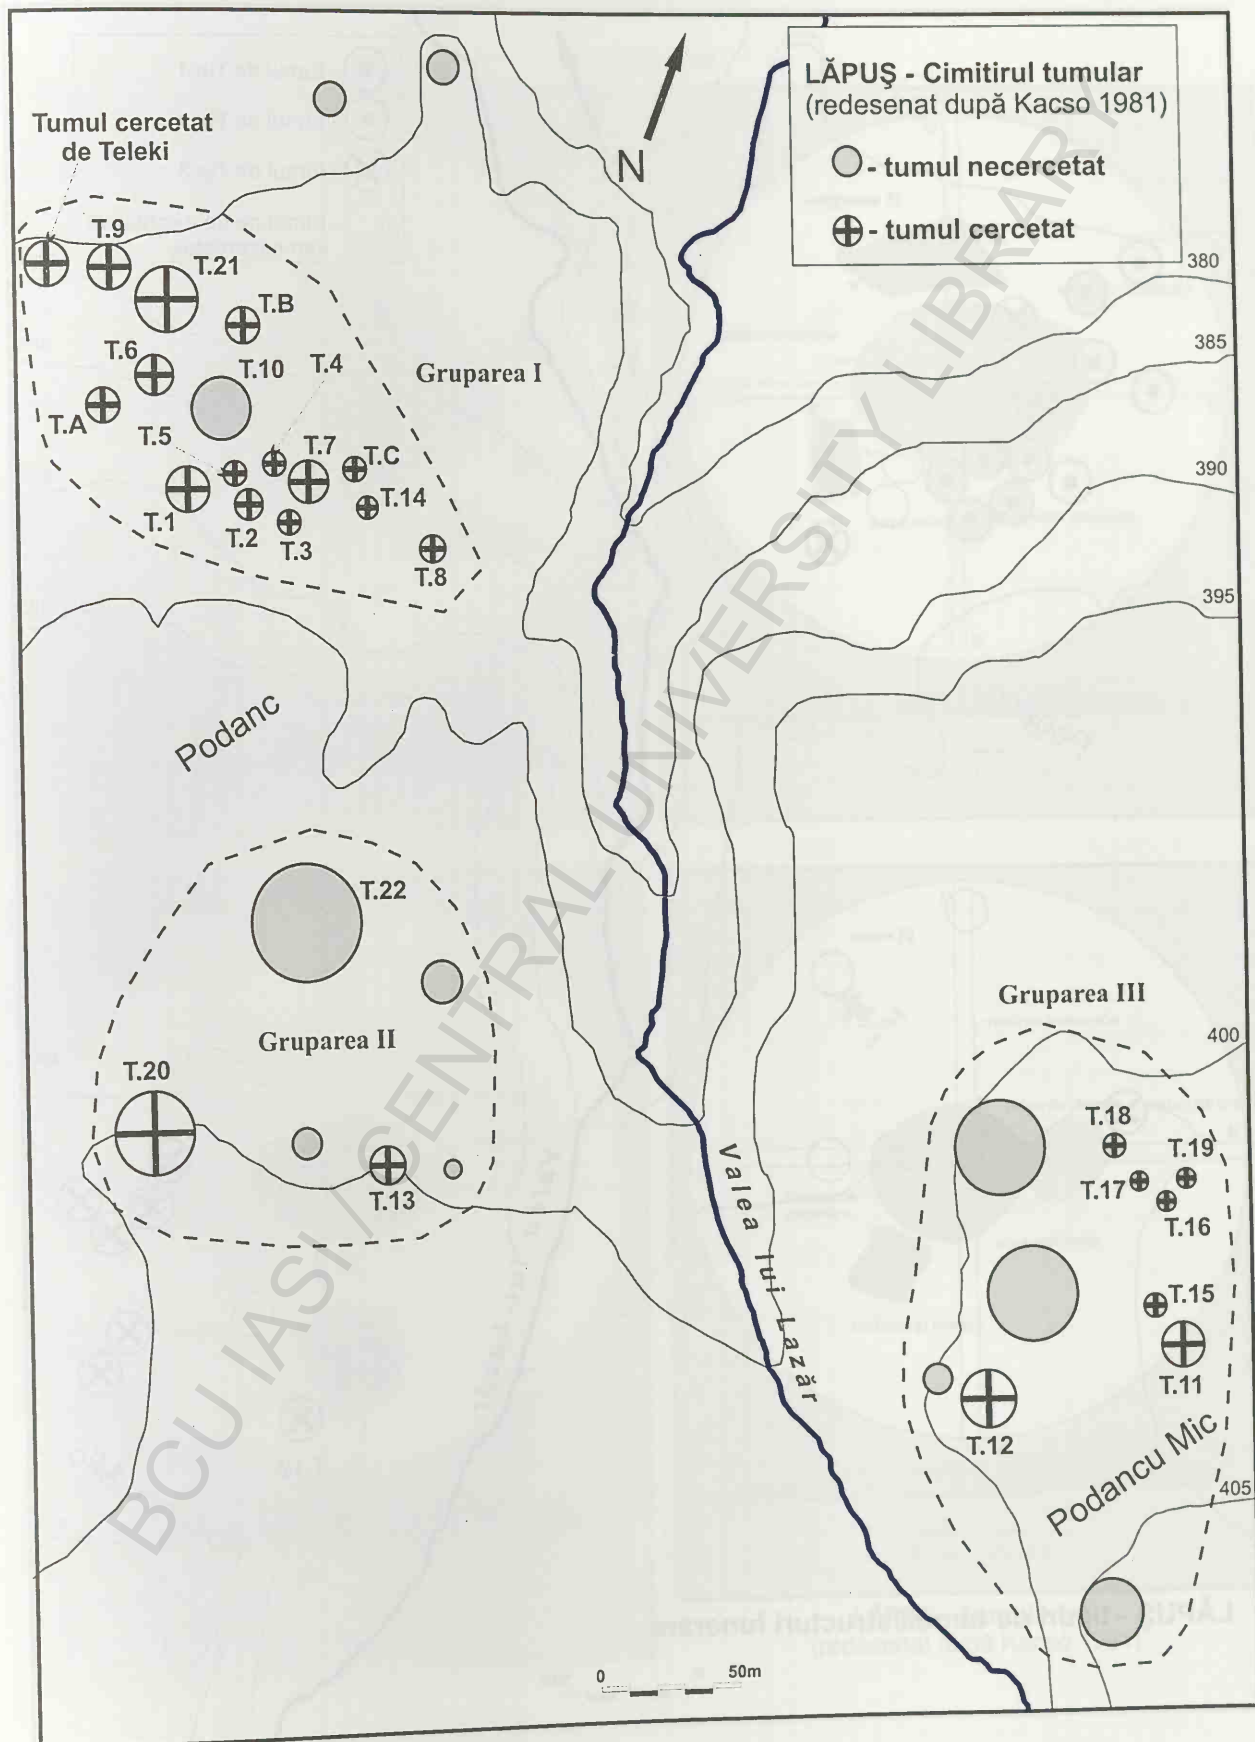 LĂPUŞ - Cimitirul tumular
(redesenat după Kacso 1981)
- tumul necercetat
- tumul cercetat
N
Tumul cercetat
de Teleki
T.9
T.21
T.B
T.6
T.10
T.4
Gruparea I
T.A
T.5
T.7
T.C
T.14
T.1
T.2
T.3
T.8
380
385
390
395
Podanc
T.22
Gruparea II
T.20
T.13
Valea lui Lazăr
Gruparea III
400
T.18
T.19
T.17
T.16
T.15
T.11
T.12
Podancu Mic
405
0 50m
BCU IASI / CENTRAL UNIVERSITY LIBRARY